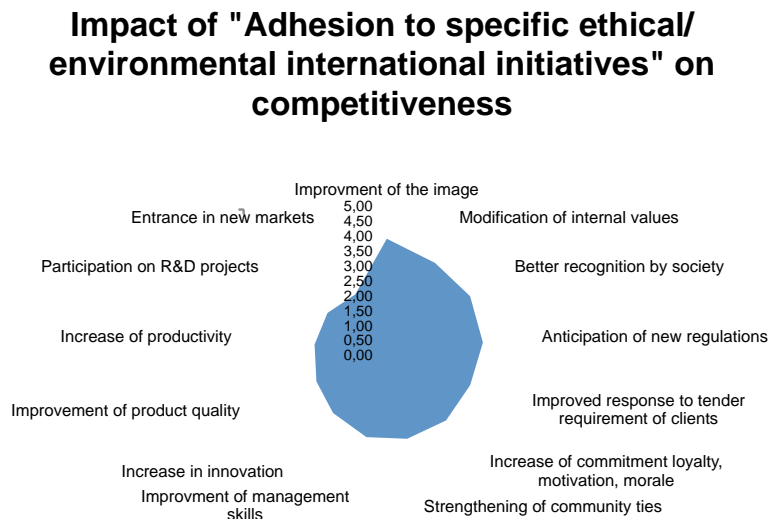 Impact of "Adhesion to specific ethical/
environmental international initiatives" on
competitiveness
Improvment of the image
Entrance in new markets
Modification of internal values
Participation on R&D projects
Better recognition by society
Increase of productivity
Anticipation of new regulations
Improvement of product quality
Improved response to tender
requirement of clients
Increase in innovation
Increase of commitment loyalty,
motivation, morale
Improvment of management
skills
Strengthening of community ties
5,00
4,50
4,00
3,50
3,00
2,50
2,00
1,50
1,00
0,50
0,00